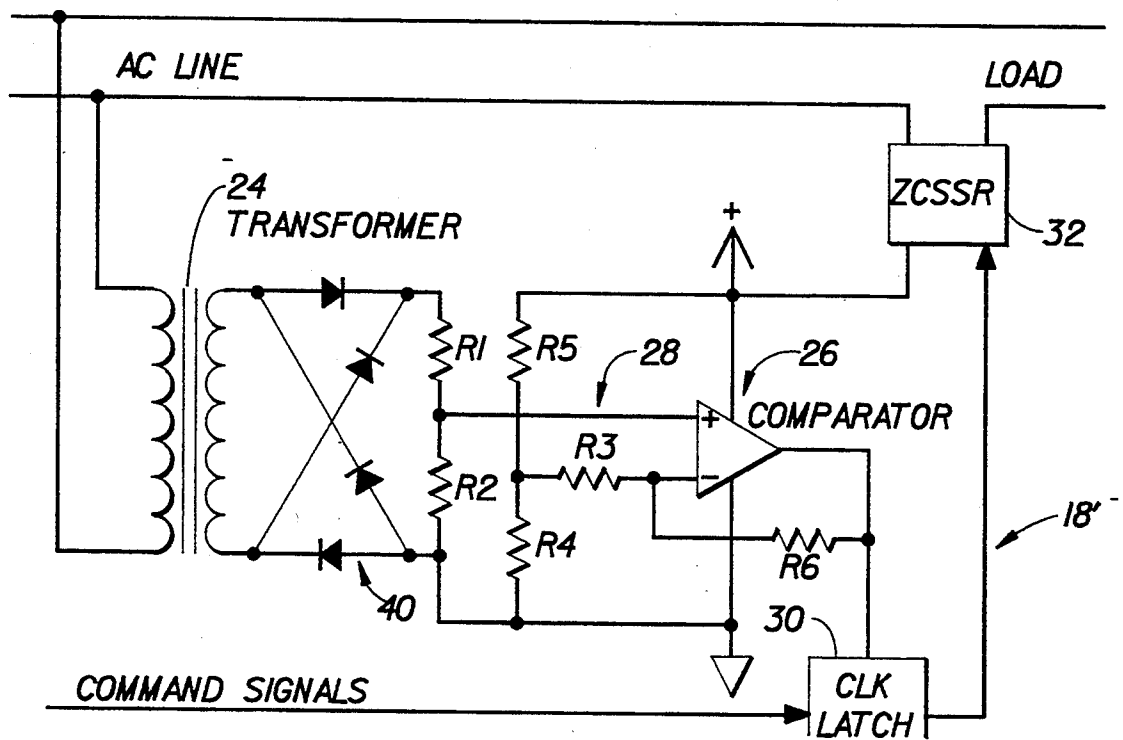 AC LINE
LOAD
24
TRANSFORMER
ZCSSR
32
+
R1
R5
28
26
+
COMPARATOR
R3
−
R2
R4
R6
18'
40
30
COMMAND SIGNALS
CLK
LATCH